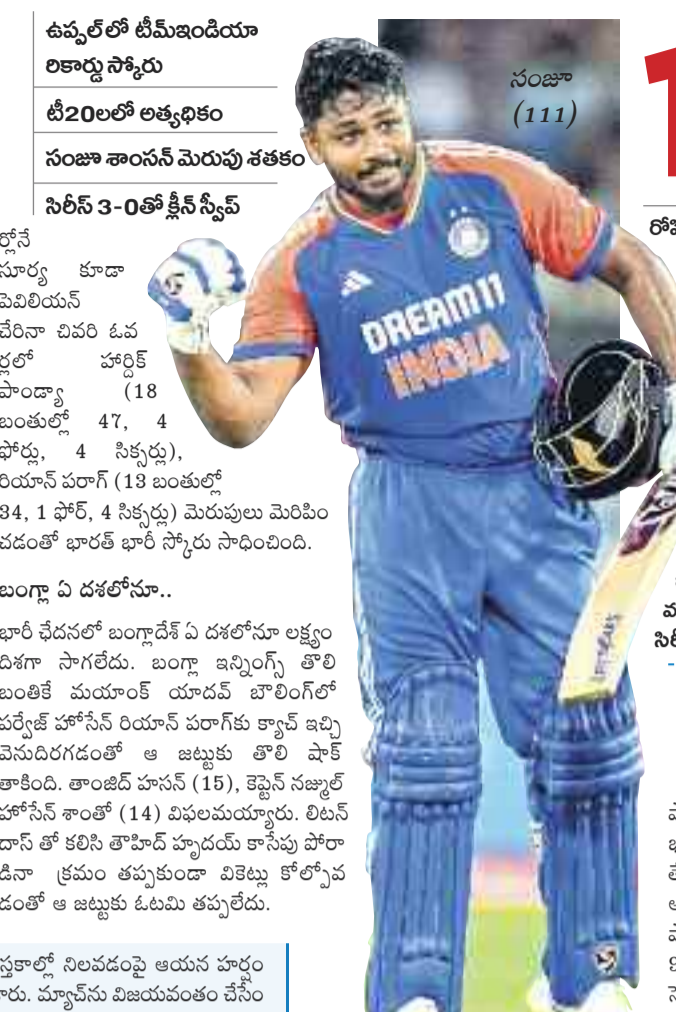 ఉప్పల్‌లో టీమ్ఇండియా
రికార్డు స్కోరు
టీ20లలో అత్యధికం
సంజూ శాంసన్ మెరుపు శతకం
సిరీస్ 3-0తో క్లీన్ స్వీప్
సంజూ
(111)
DREAM11
INDIA
ర్లోనే
సూర్య కూడా
పెవిలియన్
చేరినా చివరి ఓవ
ర్లలో హార్దిక్
పాండ్యా (18
బంతుల్లో 47, 4
ఫోర్లు, 4 సిక్సర్లు),
రియాన్ పరాగ్ (13 బంతుల్లో
34, 1 ఫోర్, 4 సిక్సర్లు) మెరుపులు మెరిపిం
చడంతో భారత్ భారీ స్కోరు సాధించింది.
బంగ్లా ఏ దశలోనూ..
భారీ ఛేదనలో బంగ్లాదేశ్ ఏ దశలోనూ లక్ష్యం
దిశగా సాగలేదు. బంగ్లా ఇన్నింగ్స్ తొలి
బంతికే మయాంక్ యాదవ్ బౌలింగ్‌లో
పర్వేజ్ హోసేన్ రియాన్ పరాగ్‌కు క్యాచ్ ఇచ్చి
వెనుదిరగడంతో ఆ జట్టుకు తొలి షాక్
తాకింది. తాంజిద్ హసన్ (15), కెప్టెన్ నజ్ముల్
హోసేన్ శాంతో (14) విఫలమయ్యారు. లిటన్
దాస్ తో కలిసి తౌహిద్ హృదయ్ కాసేపు పోరా
డినా క్రమం తప్పకుండా వికెట్లు కోల్పోవ
డంతో ఆ జట్టుకు ఓటమి తప్పలేదు.
స్తకాల్లో నిలవడంపై ఆయన హర్షం
ారు. మ్యాచ్‌ను విజయవంతం చేసేం